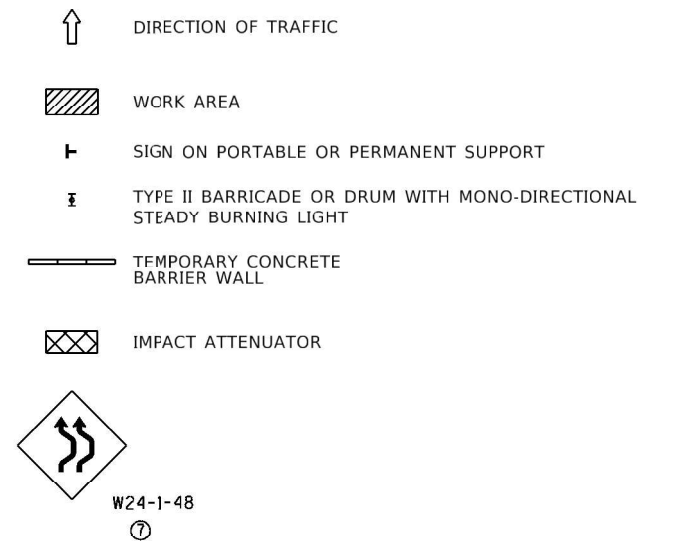 DIRECTION OF TRAFFIC
WORK AREA
SIGN ON PORTABLE OR PERMANENT SUPPORT
TYPE II BARRICADE OR DRUM WITH MONO-DIRECTIONAL
STEADY BURNING LIGHT
TEMPORARY CONCRETE
BARRIER WALL
IMPACT ATTENUATOR
W24-1-48
7